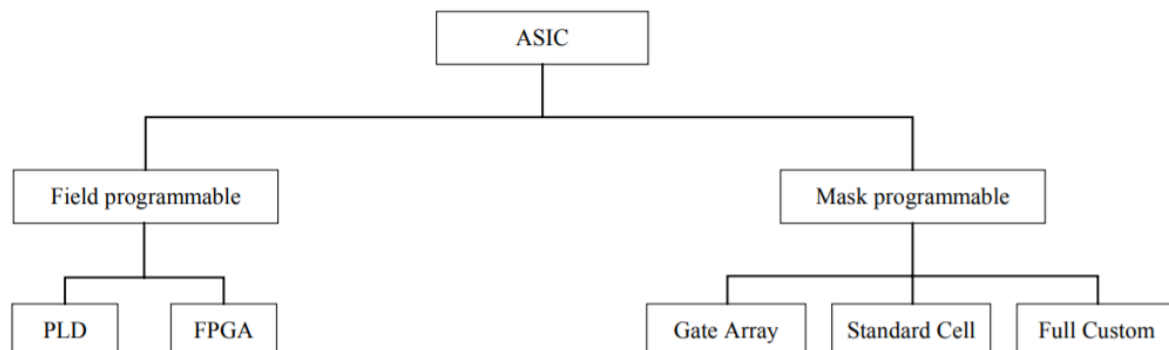 ASIC
Field programmable
Mask programmable
PLD
FPGA
Gate Array
Standard Cell
Full Custom